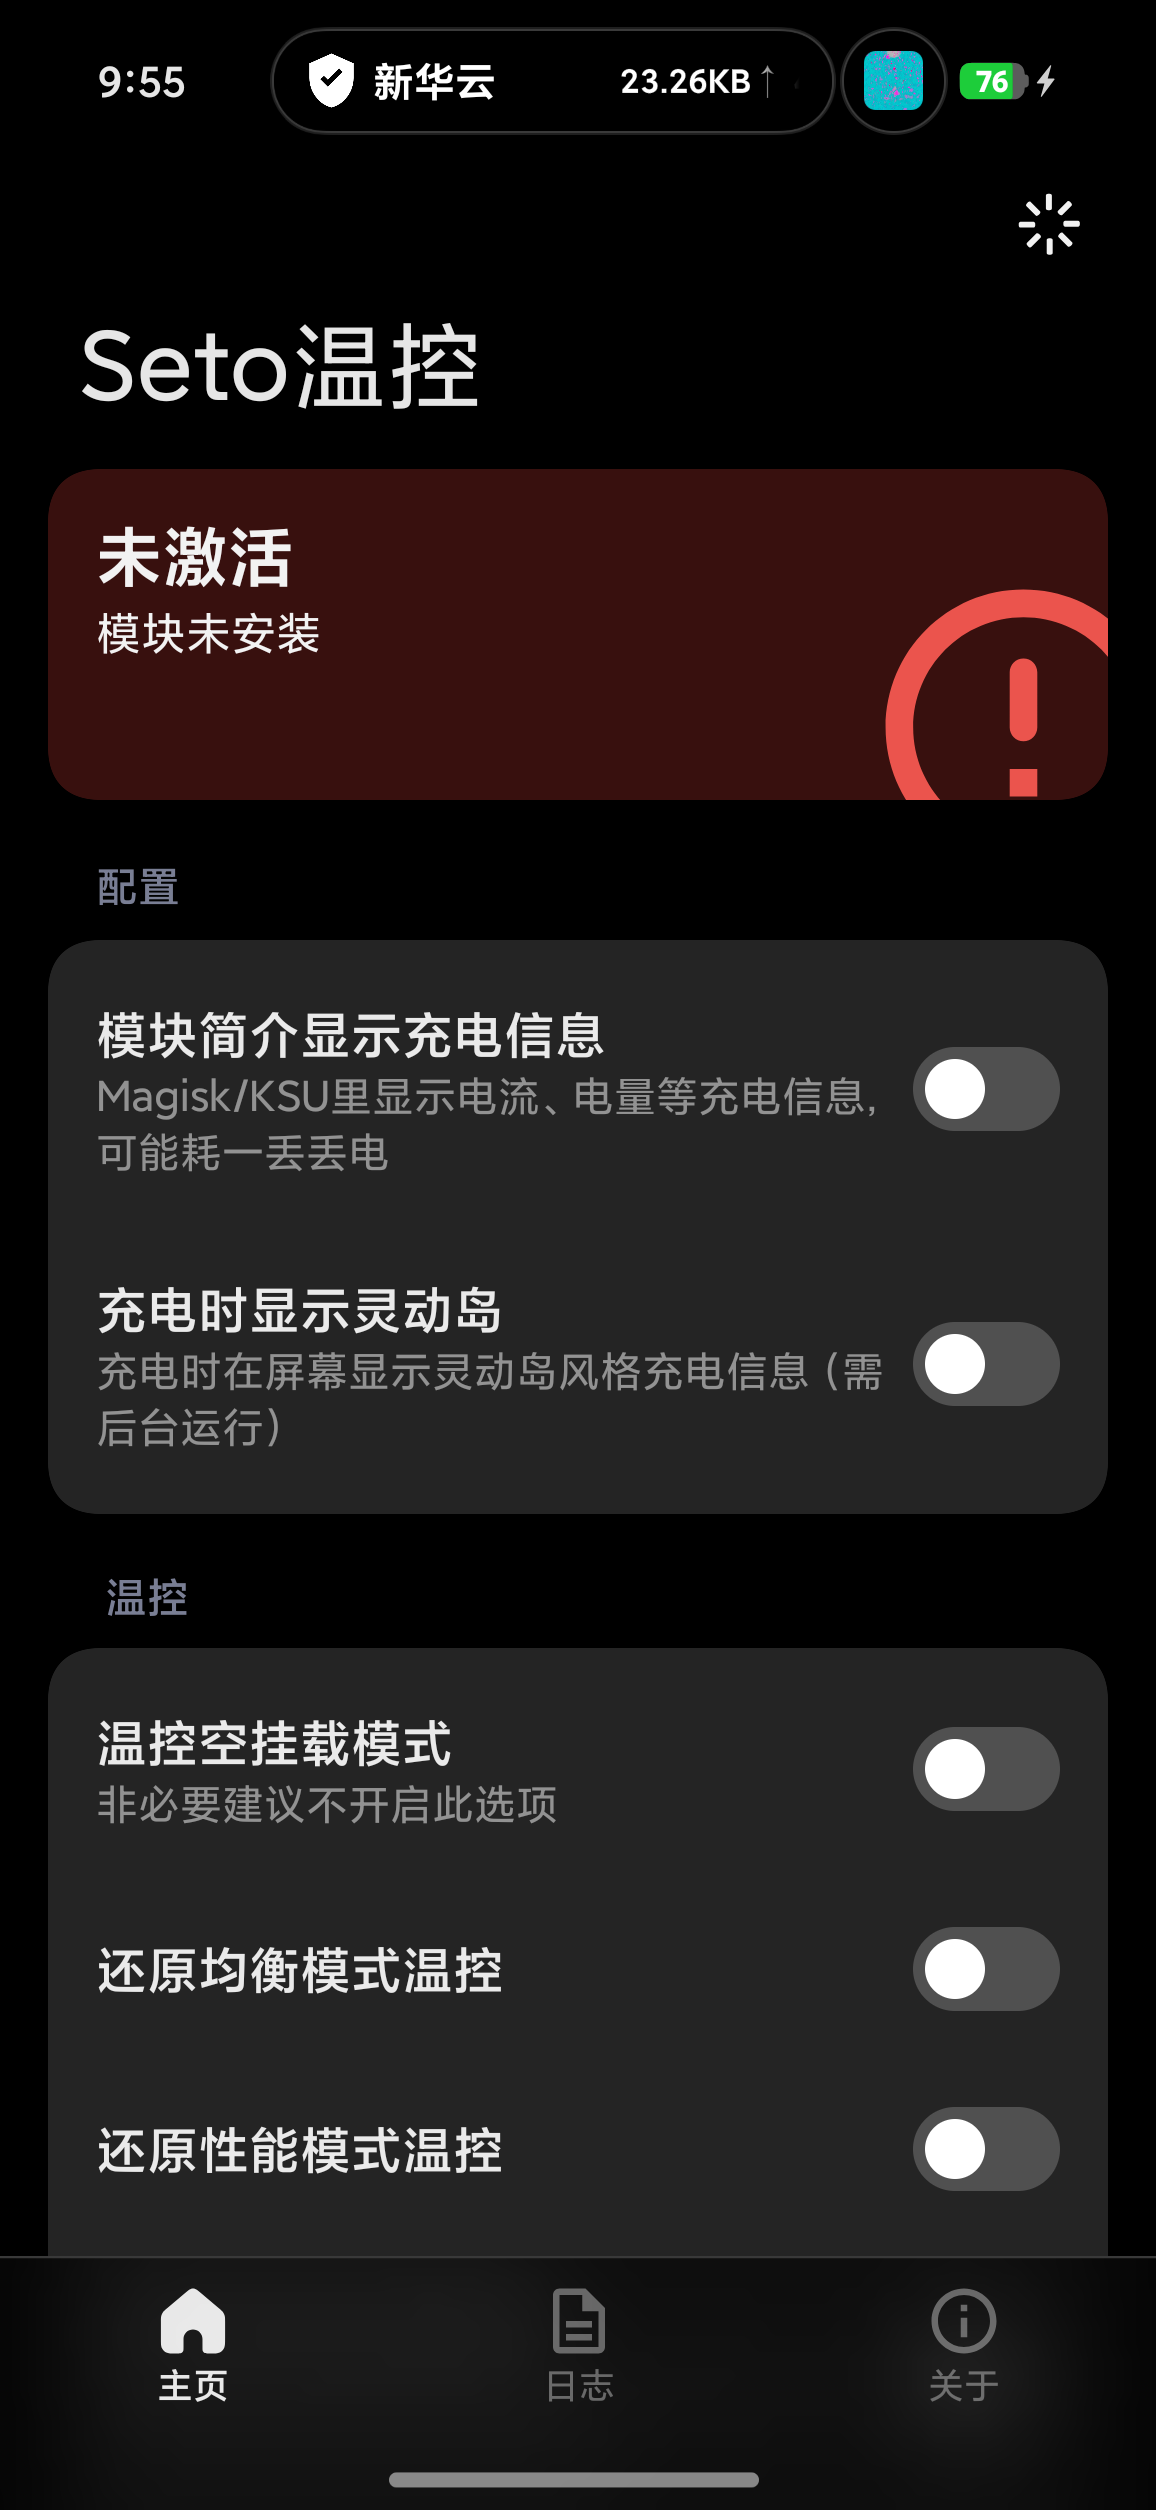 9:55
新华云
23.26KB ↑
76
Seto温控
未激活
模块未安装
配置
模块简介显示充电信息
Magisk/KSU里显示电流、电量等充电信息，
可能耗一丢丢电
充电时显示灵动岛
充电时在屏幕显示灵动岛风格充电信息（需
后台运行）
温控
温控空挂载模式
非必要建议不开启此选项
还原均衡模式温控
还原性能模式温控
主页
日志
关于